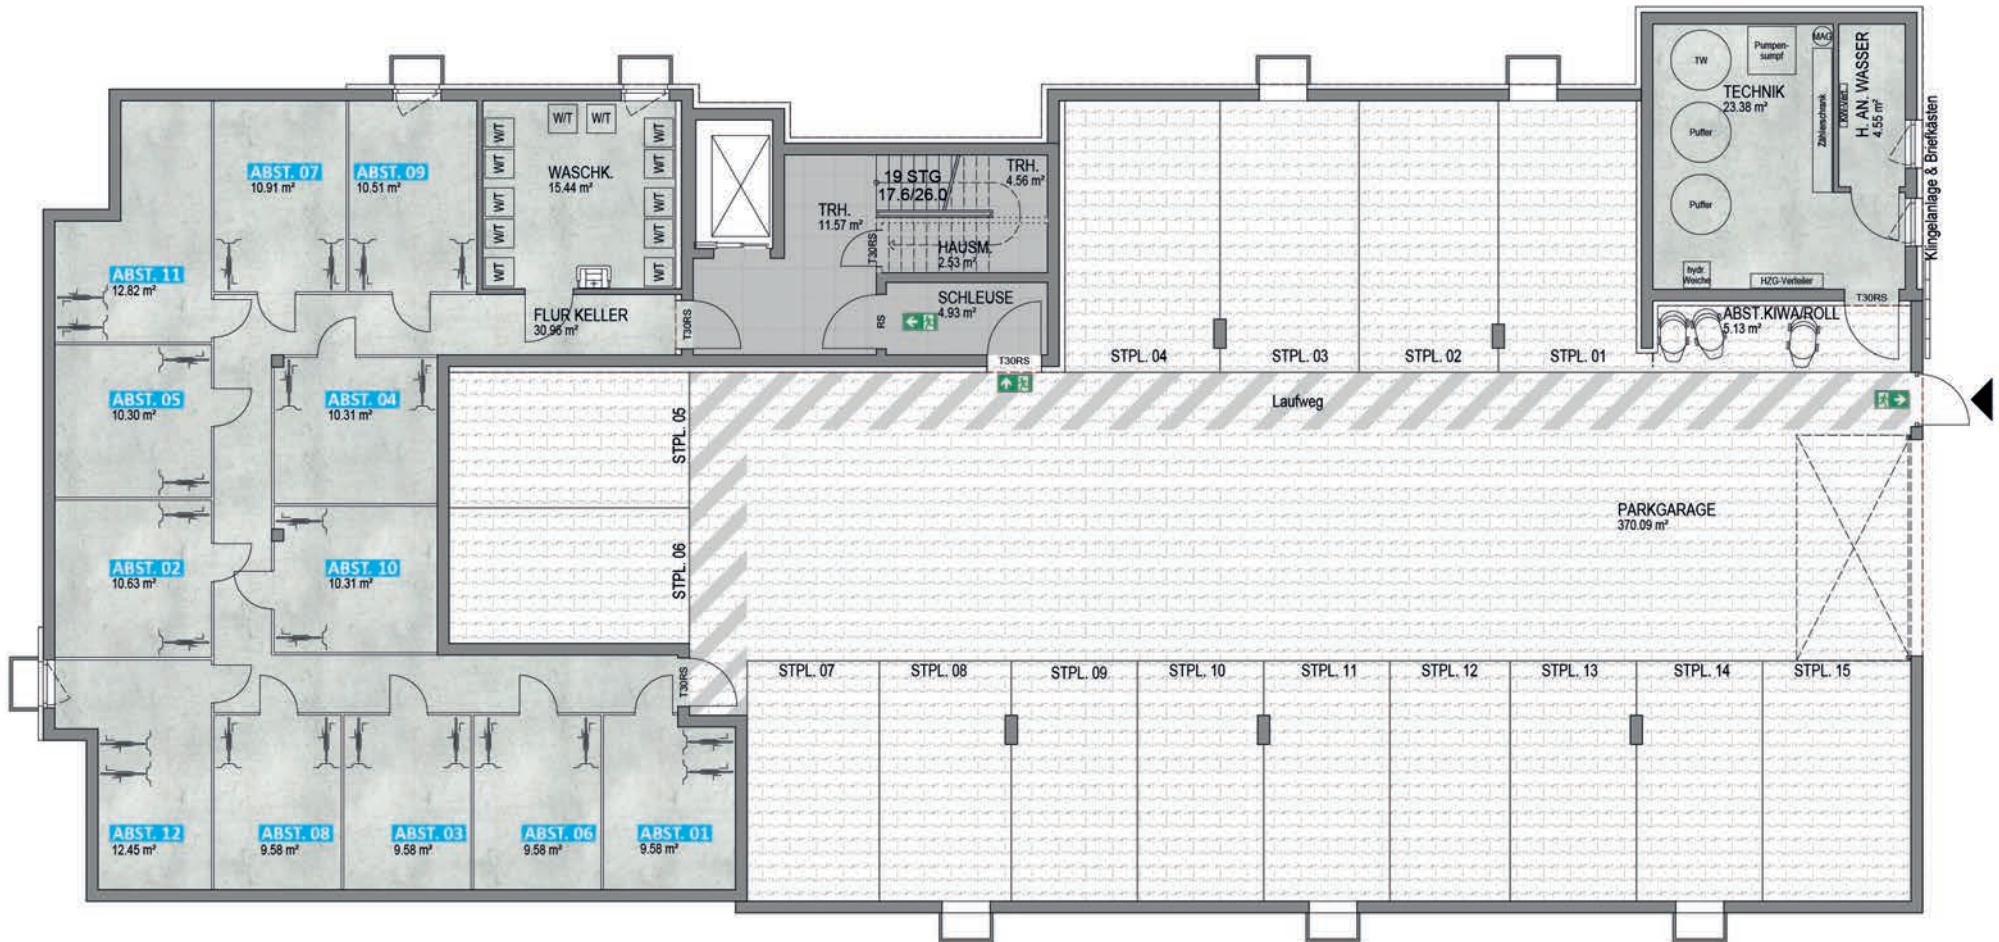 ABST. 07
10.91 m²
ABST. 09
10.51 m²
W/T
W/T
W/T
W/T
W/T
W/T
W/T
W/T
W/T
W/T
W/T
W/T
WASCHK.
15.44 m²
19 STG
17.6/26.0
TRH.
4.56 m²
TRH.
11.57 m²
HAUSM.
2.53 m²
T30RS
SCHLEUSE
4.93 m²
RS
T30RS
T30RS
FLUR KELLER
30.96 m²
ABST. 11
12.82 m²
ABST. 05
10.30 m²
ABST. 04
10.31 m²
ABST. 02
10.63 m²
ABST. 10
10.31 m²
ABST. 12
12.45 m²
ABST. 08
9.58 m²
ABST. 03
9.58 m²
ABST. 06
9.58 m²
ABST. 01
9.58 m²
T30RS
STPL. 04
STPL. 03
STPL. 02
STPL. 01
STPL. 05
STPL. 06
Laufweg
PARKGARAGE
370.09 m²
STPL. 07
STPL. 08
STPL. 09
STPL. 10
STPL. 11
STPL. 12
STPL. 13
STPL. 14
STPL. 15
TW
Pumpen-
sumpf
MAG
TECHNIK
23.38 m²
Puffer
Puffer
Zählerschrank
H. AN. WASSER
4.55 m²
hydr.
Weiche
HZG-Verteiler
T30RS
ABST.KIWA/ROLL
5.13 m²
Klingelanlage & Briefkästen